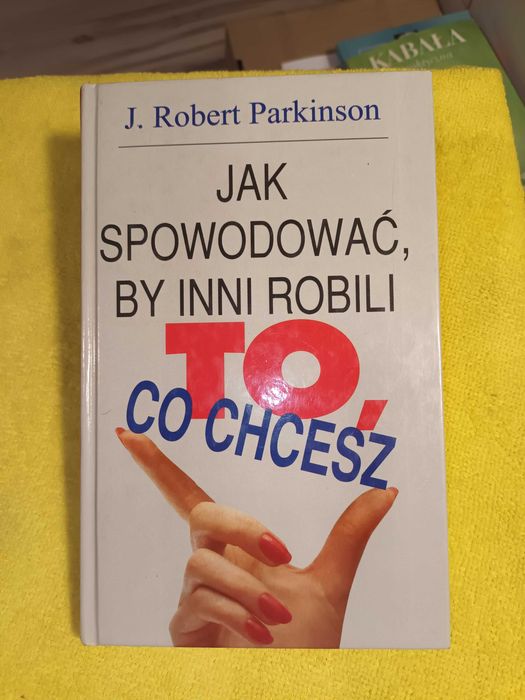 KABAŁA
J. Robert Parkinson
JAK
SPOWODOWAĆ,
BY INNI ROBILI
TO,
CO CHCESZ